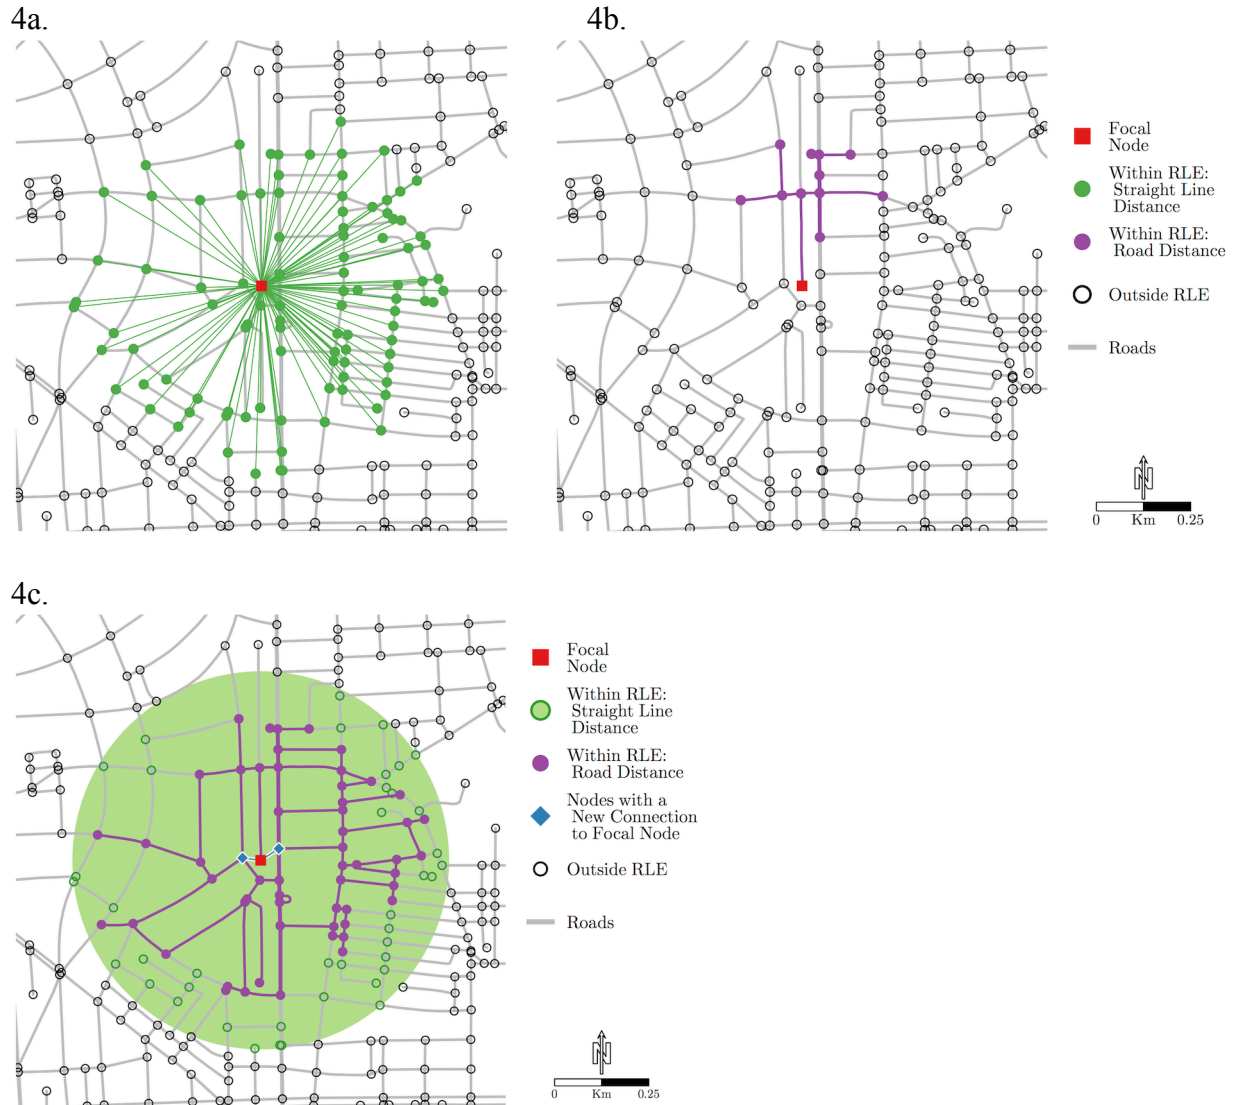 4a.
4b.
Focal
Node
Within RLE:
Straight Line
Distance
Within RLE:
Road Distance
Outside RLE
Roads
N
0 Km 0.25
4c.
Focal
Node
Within RLE:
Straight Line
Distance
Within RLE:
Road Distance
Nodes with a
New Connection
to Focal Node
Outside RLE
Roads
N
0 Km 0.25